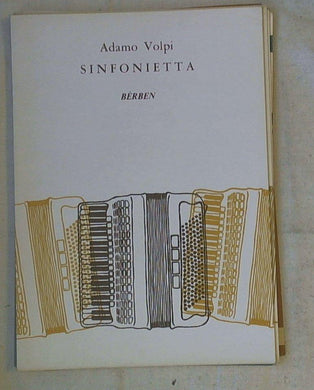 Adamo Volpi
SINFONIETTA
BÈRBEN